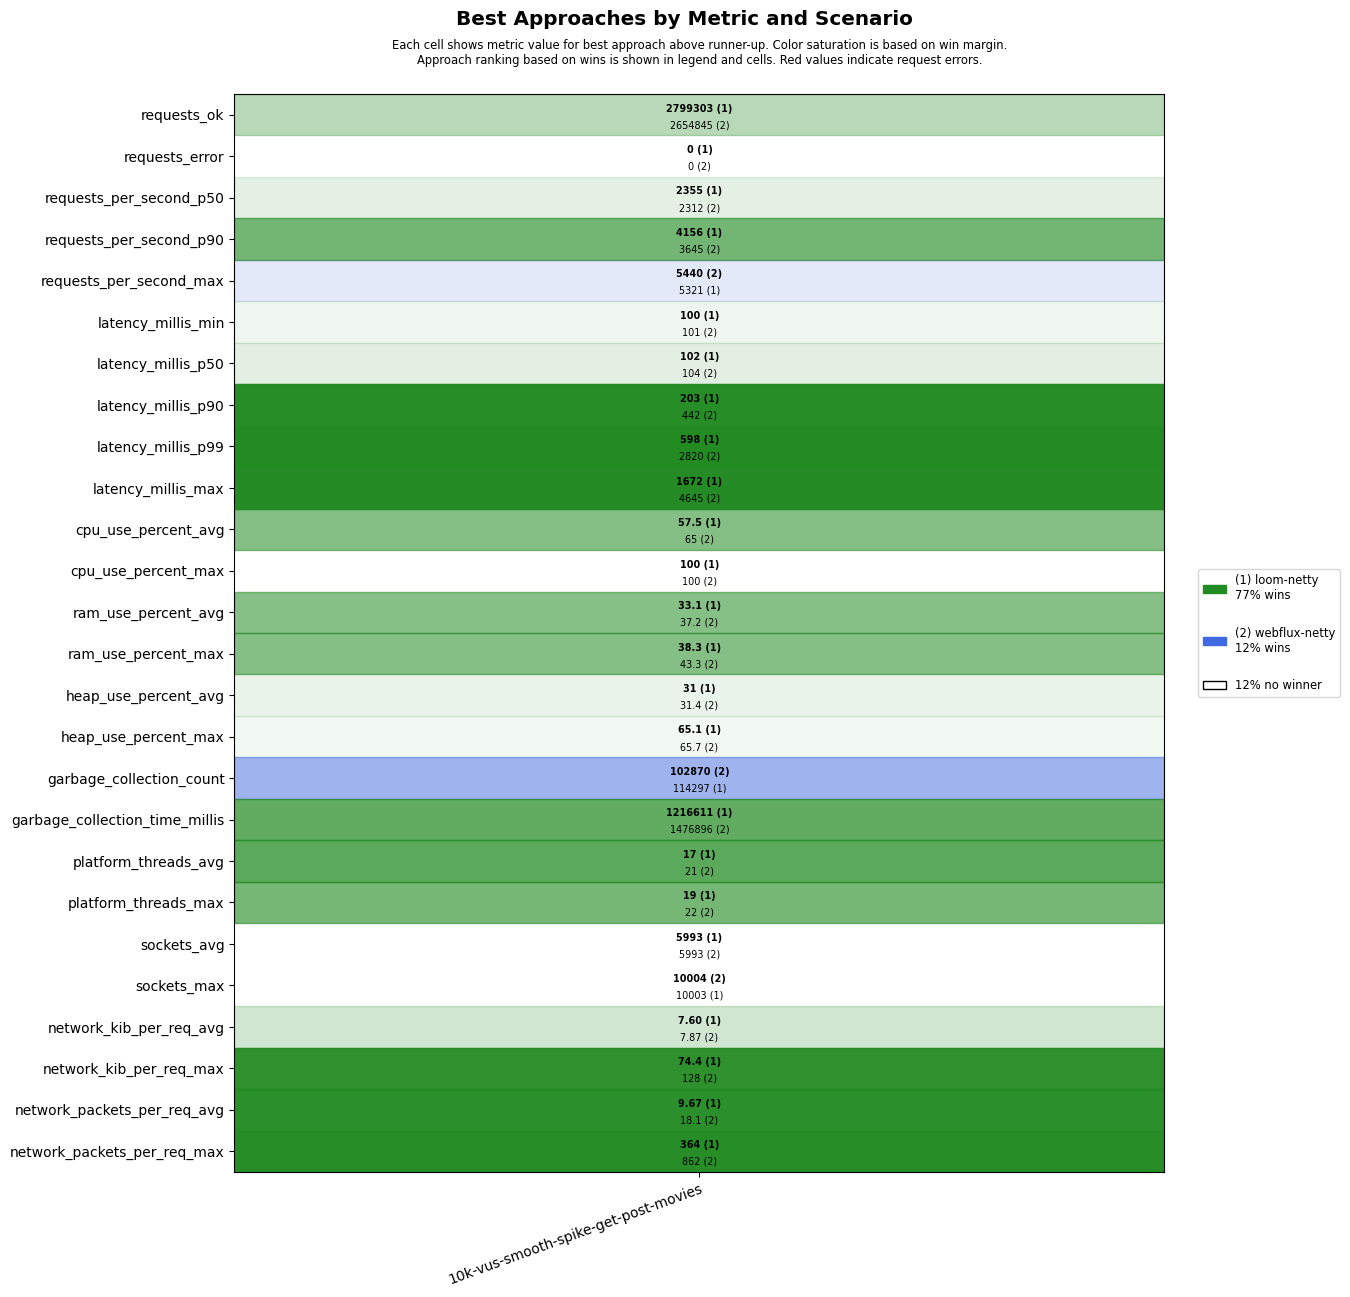 Best Approaches by Metric and Scenario
Each cell shows metric value for best approach above runner-up. Color saturation is based on win margin.
Approach ranking based on wins is shown in legend and cells. Red values indicate request errors.
requests_ok
2799303 (1)
2654845 (2)
requests_error
0 (1)
0 (2)
requests_per_second_p50
2355 (1)
2312 (2)
requests_per_second_p90
4156 (1)
3645 (2)
requests_per_second_max
5440 (2)
5321 (1)
latency_millis_min
100 (1)
101 (2)
latency_millis_p50
102 (1)
104 (2)
latency_millis_p90
203 (1)
442 (2)
latency_millis_p99
598 (1)
2820 (2)
latency_millis_max
1672 (1)
4645 (2)
cpu_use_percent_avg
57.5 (1)
65 (2)
cpu_use_percent_max
100 (1)
100 (2)
ram_use_percent_avg
33.1 (1)
37.2 (2)
ram_use_percent_max
38.3 (1)
43.3 (2)
heap_use_percent_avg
31 (1)
31.4 (2)
heap_use_percent_max
65.1 (1)
65.7 (2)
garbage_collection_count
102870 (2)
114297 (1)
garbage_collection_time_millis
1216611 (1)
1476896 (2)
platform_threads_avg
17 (1)
21 (2)
platform_threads_max
19 (1)
22 (2)
sockets_avg
5993 (1)
5993 (2)
sockets_max
10004 (2)
10003 (1)
network_kib_per_req_avg
7.60 (1)
7.87 (2)
network_kib_per_req_max
74.4 (1)
128 (2)
network_packets_per_req_avg
9.67 (1)
18.1 (2)
network_packets_per_req_max
364 (1)
862 (2)
10k-vus-smooth-spike-get-post-movies
(1) loom-netty
77% wins
(2) webflux-netty
12% wins
12% no winner